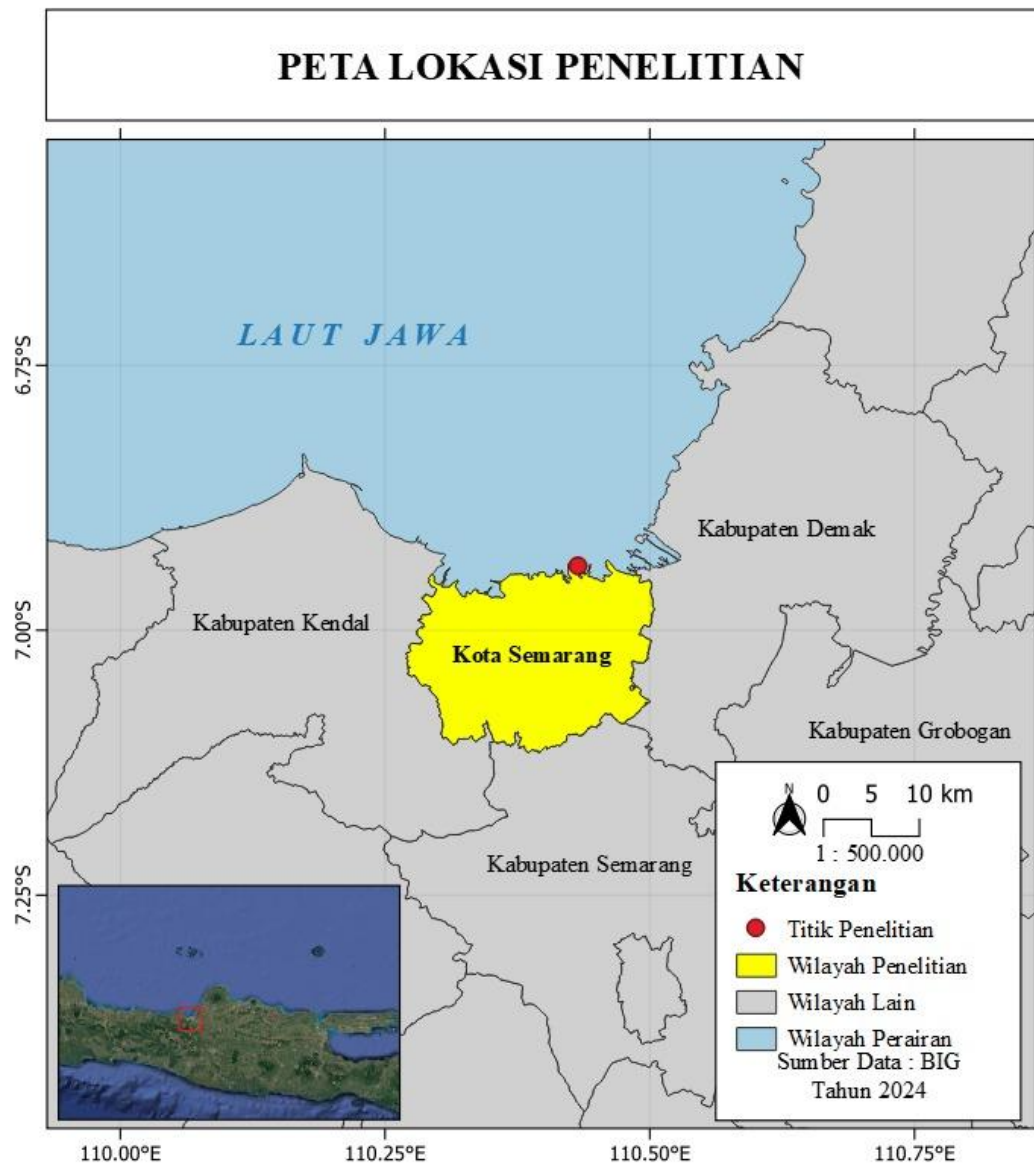 PETA LOKASI PENELITIAN
LAUT JAWA
6.75°S
Kabupaten Demak
Kabupaten Kendal
7.00°S
Kota Semarang
Kabupaten Grobogan
N
0 5 10 km
1 : 500.000
Kabupaten Semarang
Keterangan
7.25°S
Titik Penelitian
Wilayah Penelitian
Wilayah Lain
Wilayah Perairan
Sumber Data : BIG
Tahun 2024
110.00°E 110.25°E 110.50°E 110.75°E